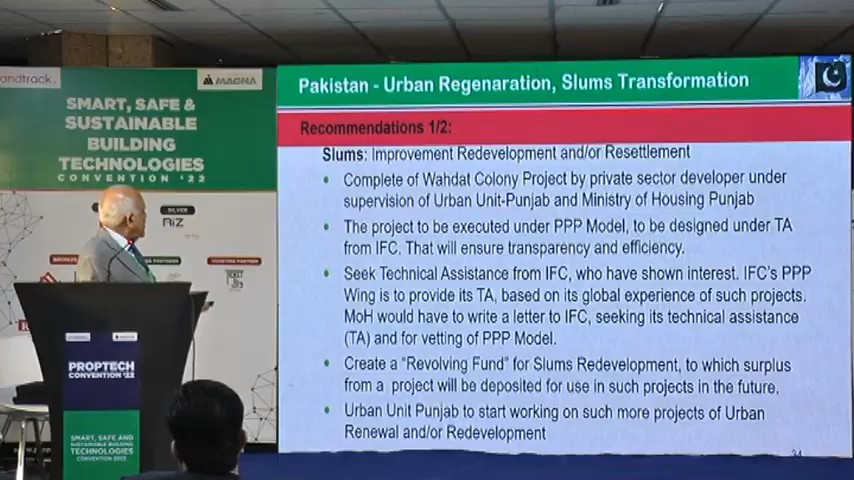 andtrack.
MAGNA
SMART, SAFE &
SUSTAINABLE
BUILDING
TECHNOLOGIES
CONVENTION '22
SILVER
RiZ
PROPTECH
CONVENTION '22
SMART, SAFE AND
SUSTAINABLE BUILDING
TECHNOLOGIES
CONVENTION 2022
Pakistan - Urban Regenaration, Slums Transformation
Recommendations 1/2:
Slums: Improvement Redevelopment and/or Resettlement
• Complete of Wahdat Colony Project by private sector developer under
supervision of Urban Unit-Punjab and Ministry of Housing Punjab
• The project to be executed under PPP Model, to be designed under TA
from IFC. That will ensure transparency and efficiency.
• Seek Technical Assistance from IFC, who have shown interest. IFC's PPP
Wing is to provide its TA, based on its global experience of such projects.
MoH would have to write a letter to IFC, seeking its technical assistance
(TA) and for vetting of PPP Model.
• Create a "Revolving Fund" for Slums Redevelopment, to which surplus
from a project will be deposited for use in such projects in the future.
• Urban Unit Punjab to start working on such more projects of Urban
Renewal and/or Redevelopment